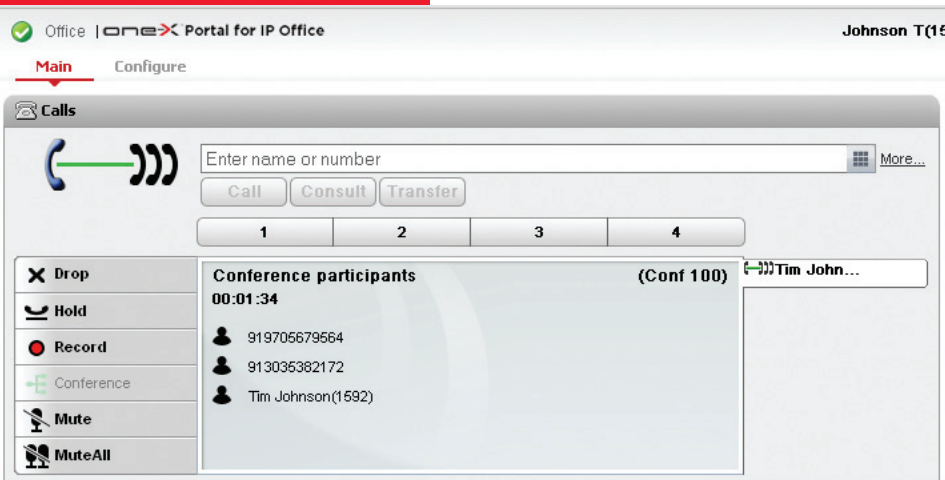 Office | one-X Portal for IP Office
Johnson T(15
Main Configure
Calls
Enter name or number
More...
Call Consult Transfer
1 2 3 4
Drop
Hold
Record
Conference
Mute
MuteAll
Conference participants (Conf 100)
00:01:34
919705679564
913035382172
Tim Johnson(1592)
Tim John...